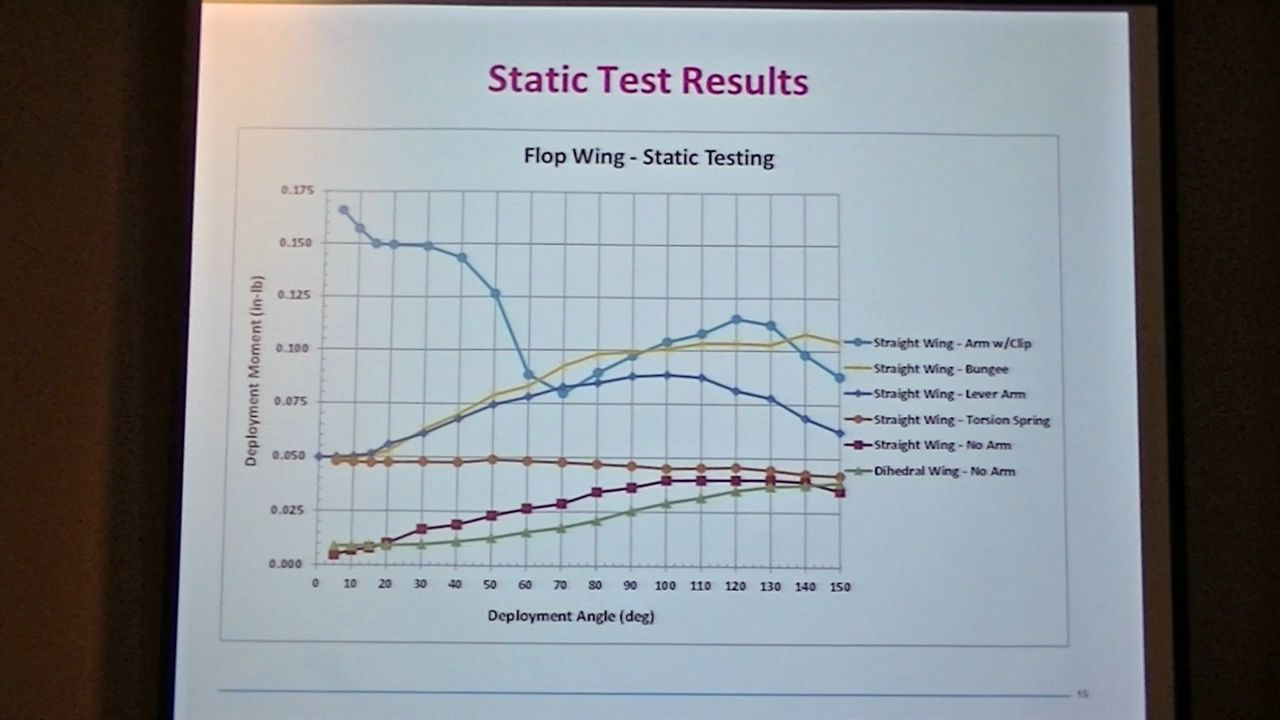 Static Test Results
Flop Wing - Static Testing
Deployment Moment (in-lb)
0.175
0.150
0.125
0.100
0.075
0.050
0.025
0.000
0 10 20 30 40 50 60 70 80 90 100 110 120 130 140 150
Deployment Angle (deg)
Straight Wing - Arm w/Clip
Straight Wing - Bungee
Straight Wing - Lever Arm
Straight Wing - Torsion Spring
Straight Wing - No Arm
Dihedral Wing - No Arm
15